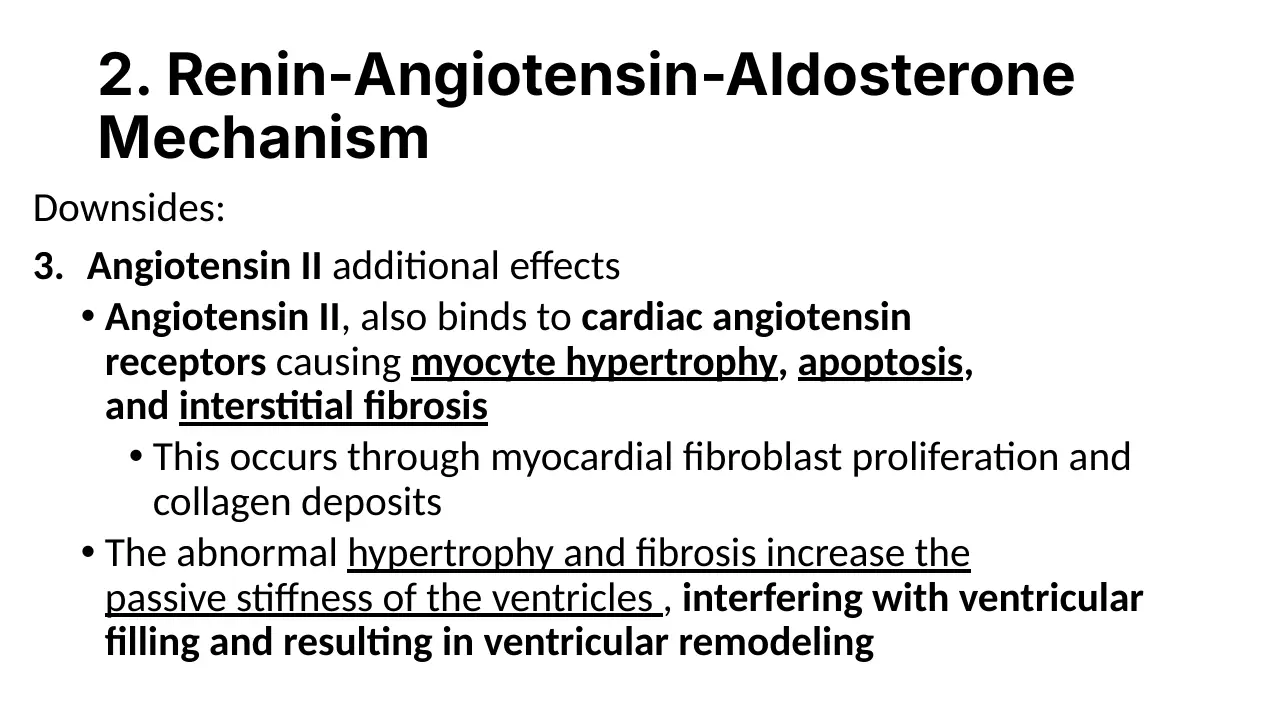 2. Renin-Angiotensin-Aldosterone
Mechanism
Downsides:
3. Angiotensin II additional effects
• Angiotensin II, also binds to cardiac angiotensin
receptors causing myocyte hypertrophy, apoptosis,
and interstitial fibrosis
• This occurs through myocardial fibroblast proliferation and
collagen deposits
• The abnormal hypertrophy and fibrosis increase the
passive stiffness of the ventricles , interfering with ventricular
filling and resulting in ventricular remodeling